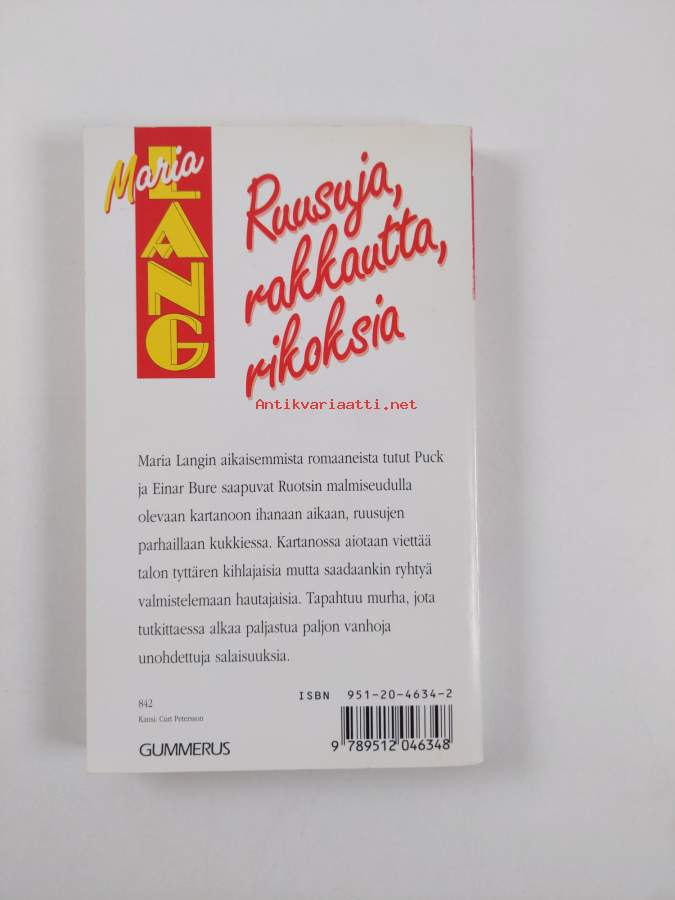 Maria
LANG
Ruusuja,
rakkautta,
rikoksia
Antikvariaatti.net
Maria Langin aikaisemmista romaaneista tutut Puck
ja Einar Bure saapuvat Ruotsin malmiseudulla
olevaan kartanoon ihanaan aikaan, ruusujen
parhaillaan kukkiessa. Kartanossa aiotaan viettää
talon tyttären kihlajaisia mutta saadaankin ryhtyä
valmistelemaan hautajaisia. Tapahtuu murha, jota
tutkittaessa alkaa paljastua paljon vanhoja
unohdettuja salaisuuksia.
ISBN 951-20-4634-2
842
Kansi: Curt Petersson
GUMMERUS
9 789512 046348